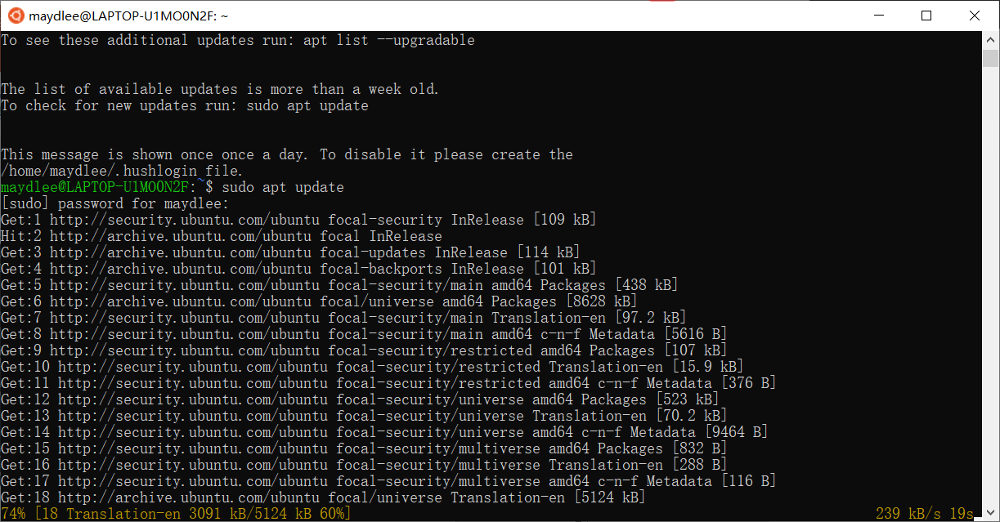 maydlee@LAPTOP-U1MO0N2F: ~
To see these additional updates run: apt list --upgradable
The list of available updates is more than a week old.
To check for new updates run: sudo apt update
This message is shown once once a day. To disable it please create the
/home/maydlee/.hushlogin file.
maydlee@LAPTOP-U1MO0N2F:~$ sudo apt update
[sudo] password for maydlee:
Get:1 http://security.ubuntu.com/ubuntu focal-security InRelease [109 kB]
Hit:2 http://archive.ubuntu.com/ubuntu focal InRelease
Get:3 http://archive.ubuntu.com/ubuntu focal-updates InRelease [114 kB]
Get:4 http://archive.ubuntu.com/ubuntu focal-backports InRelease [101 kB]
Get:5 http://security.ubuntu.com/ubuntu focal-security/main amd64 Packages [438 kB]
Get:6 http://archive.ubuntu.com/ubuntu focal/universe amd64 Packages [8628 kB]
Get:7 http://security.ubuntu.com/ubuntu focal-security/main Translation-en [97.2 kB]
Get:8 http://security.ubuntu.com/ubuntu focal-security/main amd64 c-n-f Metadata [5616 B]
Get:9 http://security.ubuntu.com/ubuntu focal-security/restricted amd64 Packages [107 kB]
Get:10 http://security.ubuntu.com/ubuntu focal-security/restricted Translation-en [15.9 kB]
Get:11 http://security.ubuntu.com/ubuntu focal-security/restricted amd64 c-n-f Metadata [376 B]
Get:12 http://security.ubuntu.com/ubuntu focal-security/universe amd64 Packages [523 kB]
Get:13 http://security.ubuntu.com/ubuntu focal-security/universe Translation-en [70.2 kB]
Get:14 http://security.ubuntu.com/ubuntu focal-security/universe amd64 c-n-f Metadata [9464 B]
Get:15 http://security.ubuntu.com/ubuntu focal-security/multiverse amd64 Packages [832 B]
Get:16 http://security.ubuntu.com/ubuntu focal-security/multiverse Translation-en [288 B]
Get:17 http://security.ubuntu.com/ubuntu focal-security/multiverse amd64 c-n-f Metadata [116 B]
Get:18 http://archive.ubuntu.com/ubuntu focal/universe Translation-en [5124 kB]
74% [18 Translation-en 3091 kB/5124 kB 60%] 239 kB/s 19s